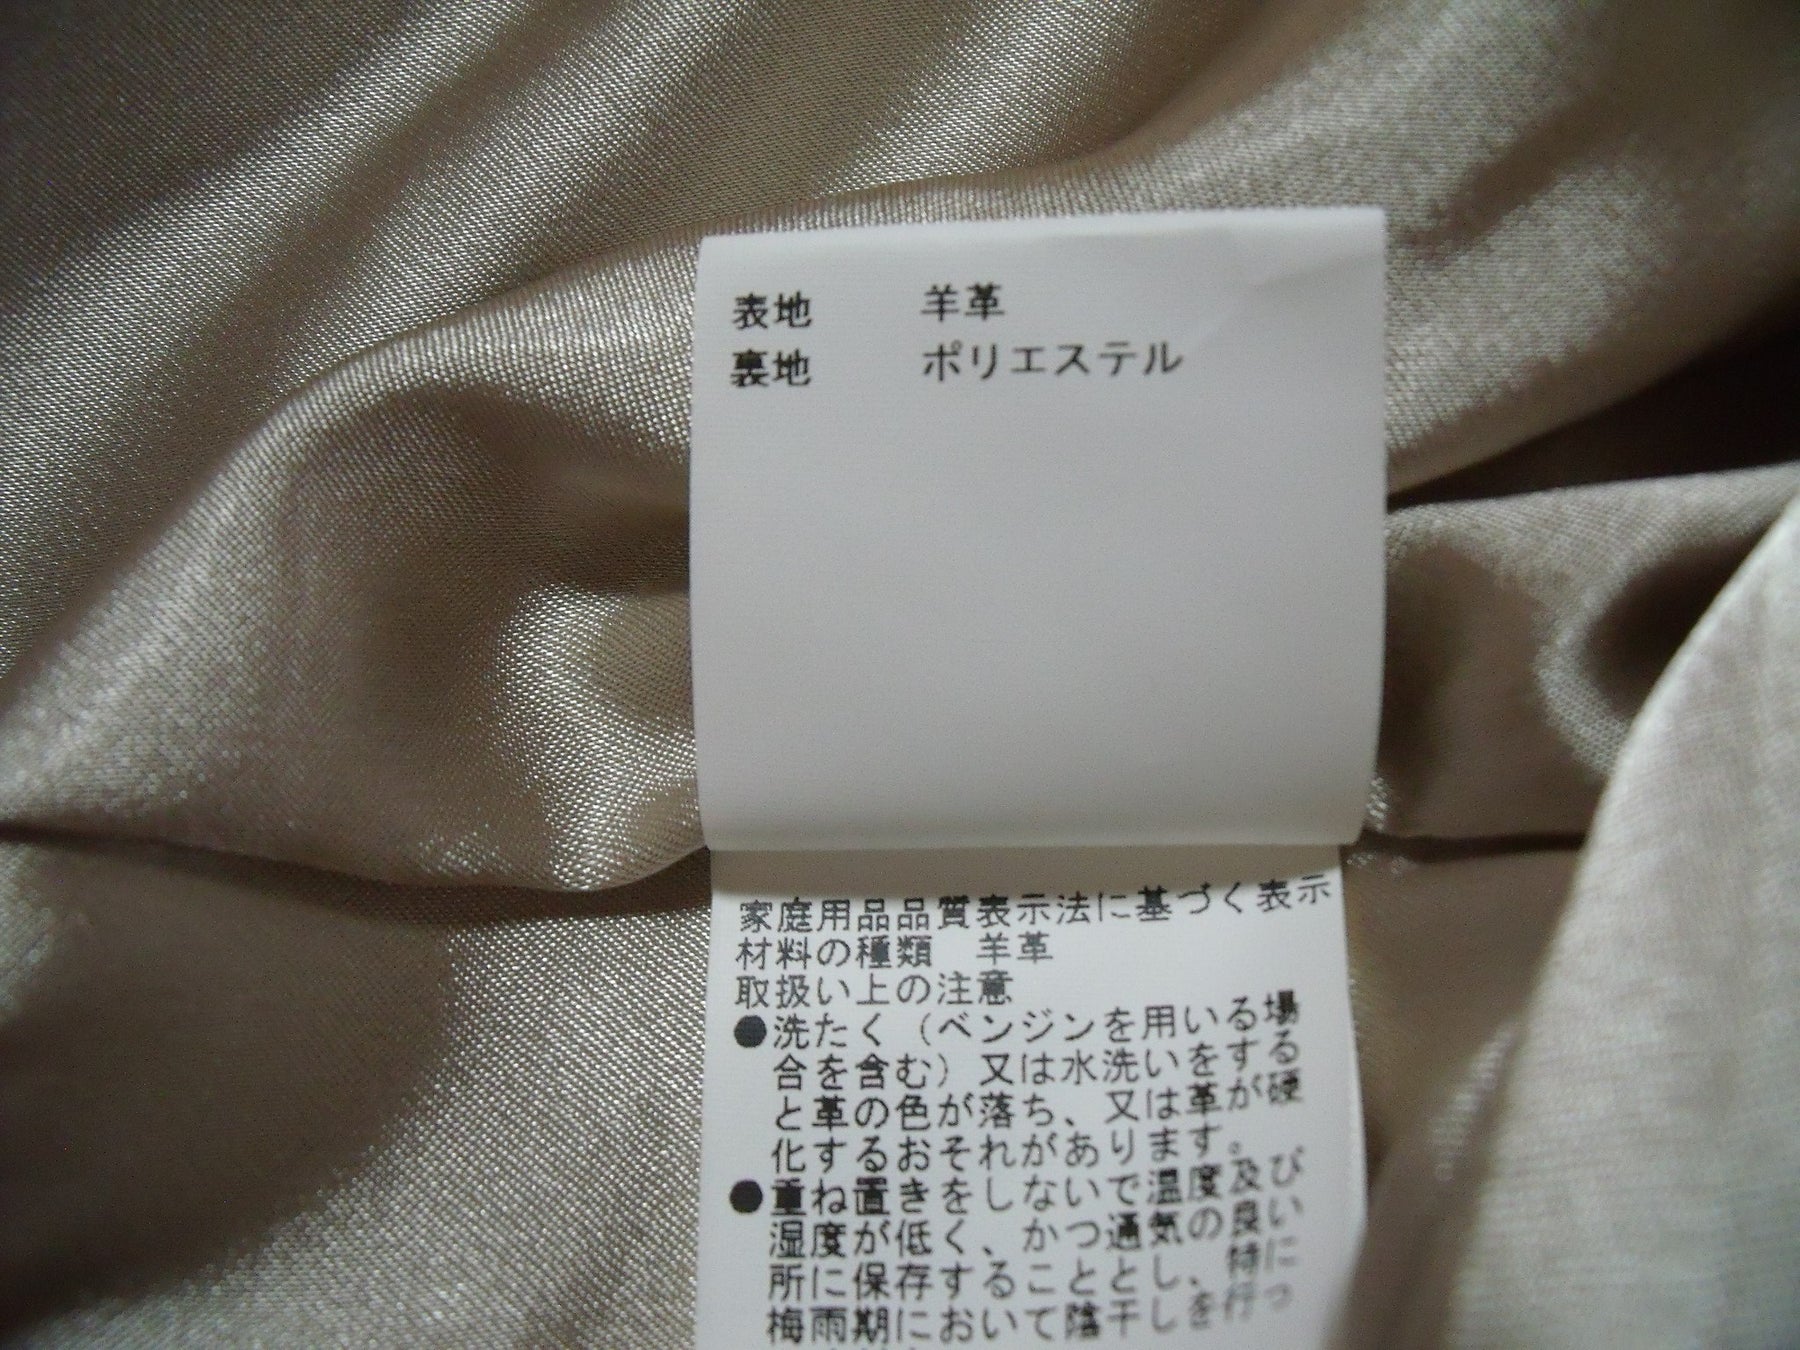 表地 羊革
裏地 ポリエステル
家庭用品品質表示法に基づく表示
材料の種類 羊革
取扱い上の注意
●洗たく（ベンジンを用いる場
合を含む）又は水洗いをする
と革の色が落ち、又は革が硬
化するおそれがあります。
●重ね置きをしないで温度及び
湿度が低く、かつ通気の良い
所に保存することとし、特に
梅雨期において陰干しを行っ